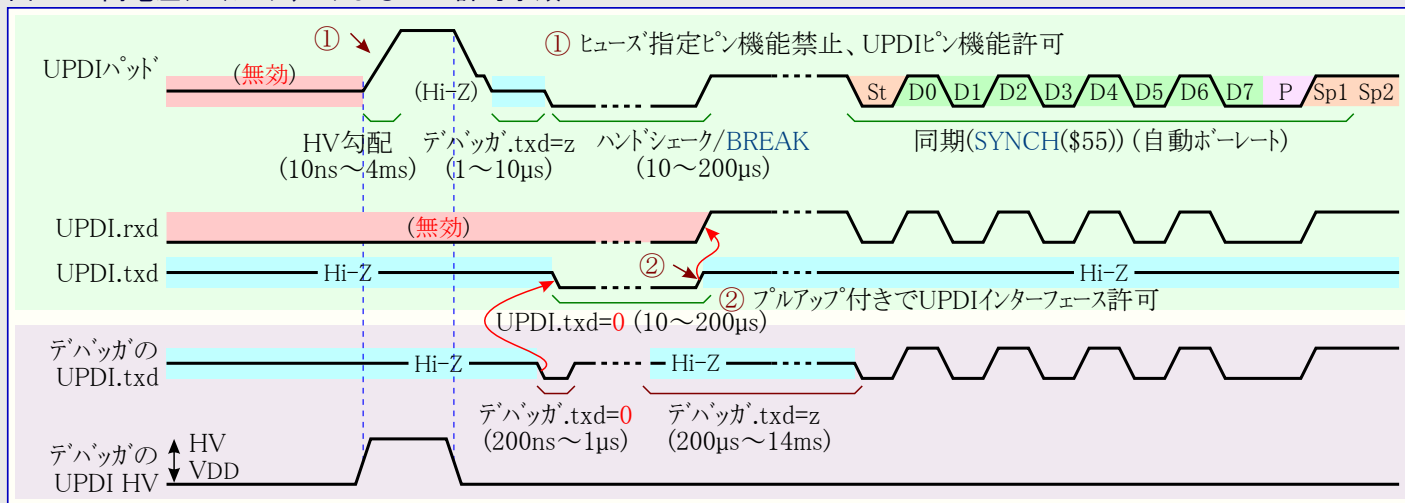 ① ヒューズ指定ピン機能禁止、UPDIピン機能許可
①
UPDIパッド
(無効)
(Hi-Z)
St D0 D1 D2 D3 D4 D5 D6 D7 P Sp1 Sp2
HV勾配
(10ns～4ms)
デバッガ.txd=z
(1～10µs)
ハンドシェーク/BREAK
(10～200µs)
同期(SYNCH($55)) (自動ボーレート)
UPDI.rxd
(無効)
UPDI.txd
Hi-Z
②
Hi-Z
② プルアップ付きでUPDIインターフェース許可
UPDI.txd=0 (10～200µs)
デバッガの
UPDI.txd
Hi-Z
Hi-Z
デバッガ.txd=0
(200ns～1µs)
デバッガ.txd=z
(200µs～14ms)
デバッガの
UPDI HV
HV
VDD